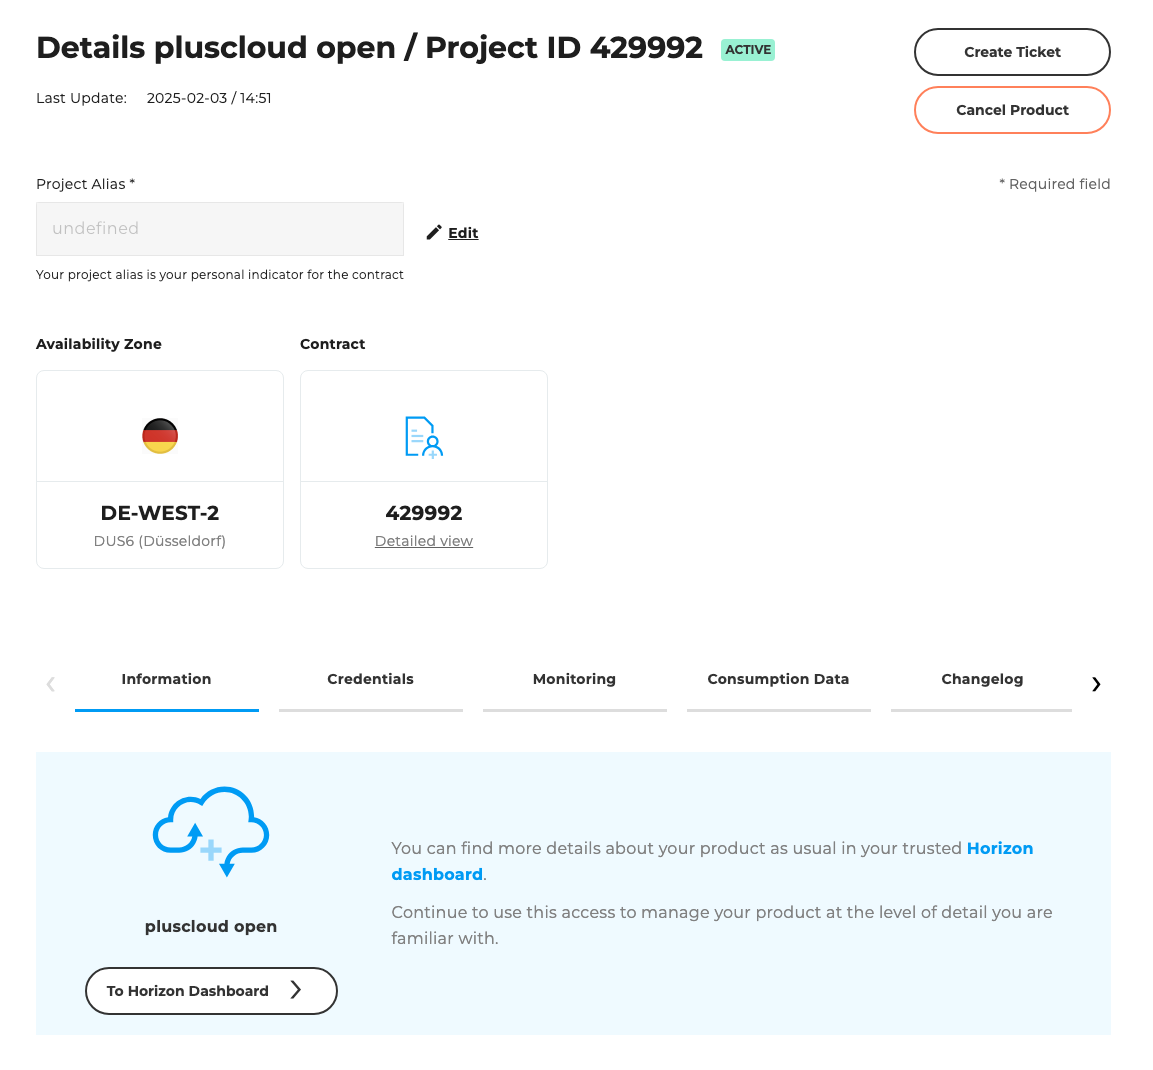 Details pluscloud open / Project ID 429992 ACTIVE
Create Ticket
Last Update: 2025-02-03 / 14:51
Cancel Product
Project Alias *
* Required field
undefined
Edit
Your project alias is your personal indicator for the contract
Availability Zone
Contract
DE-WEST-2
DUS6 (Düsseldorf)
429992
Detailed view
Information
Credentials
Monitoring
Consumption Data
Changelog
pluscloud open
To Horizon Dashboard
You can find more details about your product as usual in your trusted Horizon
dashboard.
Continue to use this access to manage your product at the level of detail you are
familiar with.